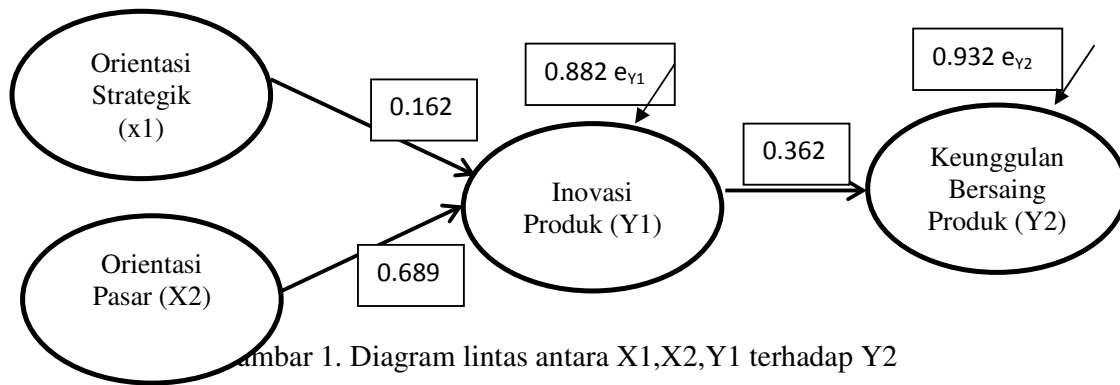 Orientasi
Strategik
(x1)
0.162
0.882 eY1
0.932 eY2
0.362
Inovasi
Produk (Y1)
Keunggulan
Bersaing
Produk (Y2)
Orientasi
Pasar (X2)
0.689
1. Diagram lintas antara X1,X2,Y1 terhadap Y2